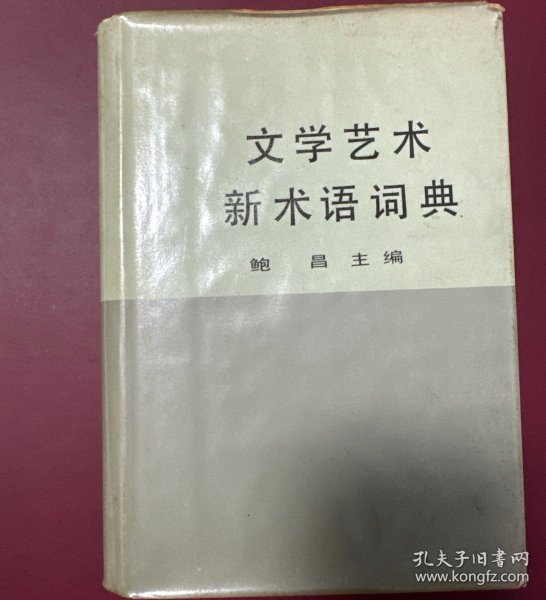 文学艺术
新术语词典
鲍 昌 主编
孔夫子旧书网
www.kongfz.com